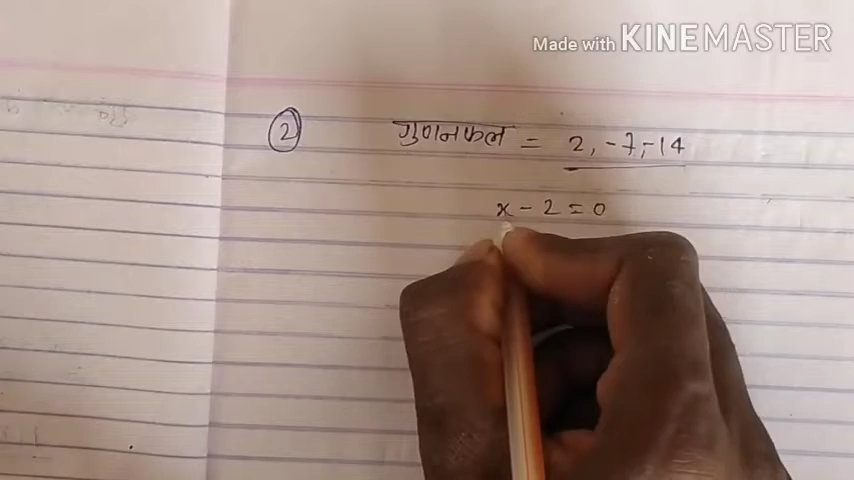 Made with KINEMASTER
② गुणनफल = 2, -7, -14
x - 2 = 0